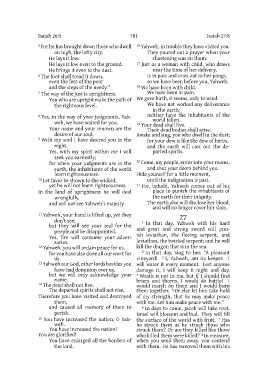 Isaiah 26:5
781
Isaiah 27:8
5 For he has brought down those who dwell
on high, the lofty city.
He lays it low.
He lays it low even to the ground.
He brings it even to the dust.
6 The foot shall tread it down,
even the feet of the poor
and the steps of the needy.”
7 The way of the just is uprightness.
You who are upright make the path of
the righteous level.
8 Yes, in the way of your judgments, Yah-
weh, we have waited for you.
Your name and your renown are the
desire of our soul.
9 With my soul I have desired you in the
night.
Yes, with my spirit within me I will
seek you earnestly;
for when your judgments are in the
earth, the inhabitants of the world
learn righteousness.
10 Let favor be shown to the wicked,
yet he will not learn righteousness.
In the land of uprightness he will deal
wrongfully,
and will not see Yahweh’s majesty.
11 Yahweh, your hand is lifted up, yet they
don’t see;
but they will see your zeal for the
people and be disappointed.
Yes, fire will consume your adver-
saries.
12 Yahweh, you will ordain peace for us,
for you have also done all our work for
us.
13 Yahweh our God, other lords besides you
have had dominion over us,
but we will only acknowledge your
name.
14 The dead shall not live.
The departed spirits shall not rise.
Therefore you have visited and destroyed
them,
and caused all memory of them to
perish.
15 You have increased the nation, O Yah-
weh.
You have increased the nation!
You are glorified!
You have enlarged all the borders of
the land.
16 Yahweh, in trouble they have visited you.
They poured out a prayer when your
chastening was on them.
17 Just as a woman with child, who draws
near the time of her delivery,
is in pain and cries out in her pangs,
so we have been before you, Yahweh.
18 We have been with child.
We have been in pain.
We gave birth, it seems, only to wind.
We have not worked any deliverance
in the earth;
neither have the inhabitants of the
world fallen.
19 Your dead shall live.
Their dead bodies shall arise.
Awake and sing, you who dwell in the dust;
for your dew is like the dew of herbs,
and the earth will cast out the de-
parted spirits.
20 Come, my people, enter into your rooms,
and shut your doors behind you.
Hide yourself for a little moment,
until the indignation is past.
21 For, behold, Yahweh comes out of his
place to punish the inhabitants of
the earth for their iniquity.
The earth also will disclose her blood,
and will no longer cover her slain.
27
1 In that day, Yahweh with his hard
and great and strong sword will pun-
ish leviathan, the fleeing serpent, and
leviathan, the twisted serpent; and he will
kill the dragon that is in the sea.
2 In that day, sing to her, “A pleasant
vineyard! 3 I, Yahweh, am its keeper. I
will water it every moment. Lest anyone
damage it, I will keep it night and day.
4 Wrath is not in me, but if I should find
briers and thorns, I would do battle! I
would march on them and I would burn
them together. 5 Or else let him take hold
of my strength, that he may make peace
with me. Let him make peace with me.”
6 In days to come, Jacob will take root.
Israel will blossom and bud. They will fill
the surface of the world with fruit. 7 Has
he struck them as he struck those who
struck them? Or are they killed like those
who killed them were killed? 8 In measure,
when you send them away, you contend
with them. He has removed them with his